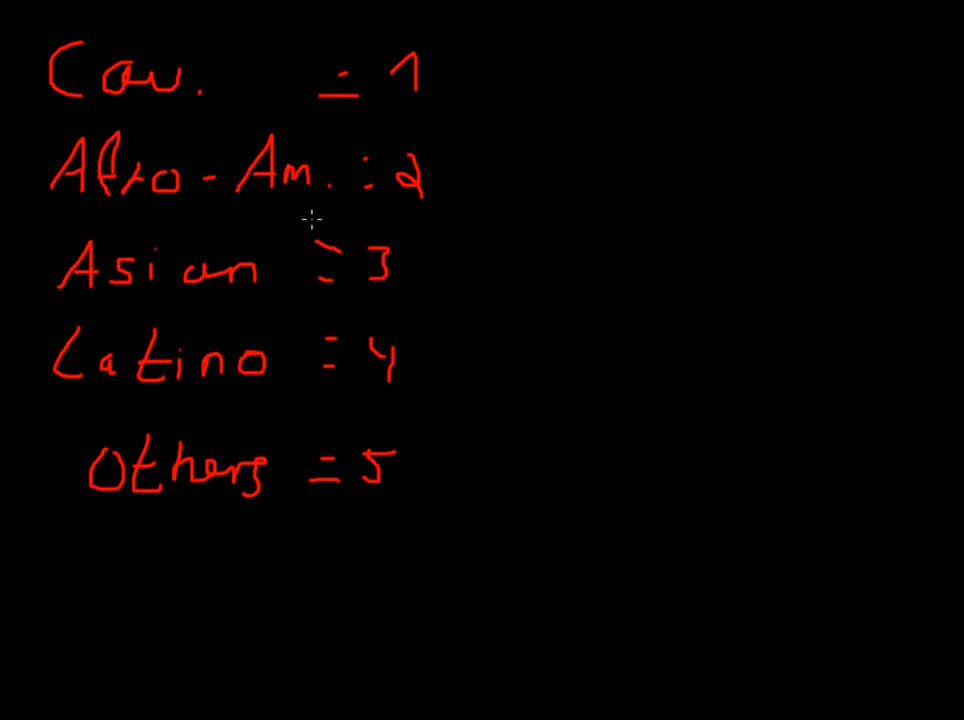 Cau. = 1
Afro-Am. = 2
Asian = 3
Latino = 4
Others = 5